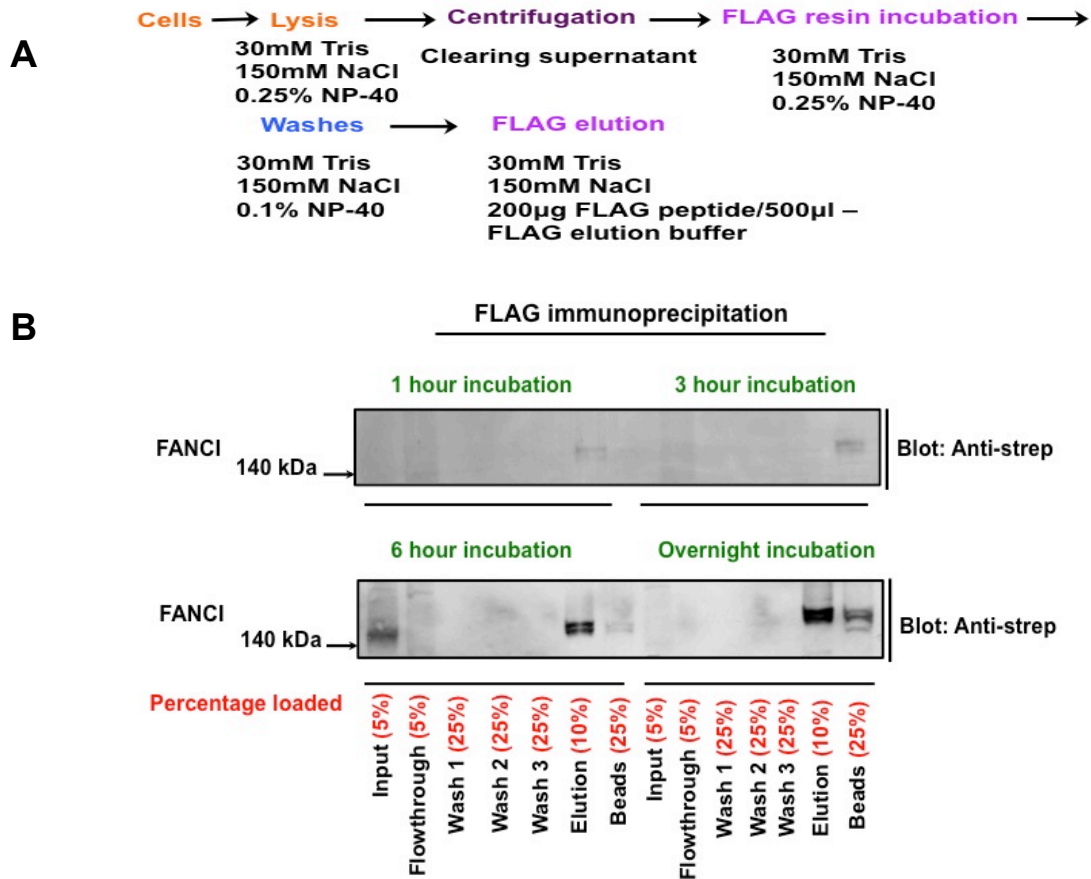 A
Cells Lysis Centrifugation FLAG resin incubation
30mM Tris
150mM NaCl
0.25% NP-40
Clearing supernatant
30mM Tris
150mM NaCl
0.25% NP-40
Washes FLAG elution
30mM Tris
150mM NaCl
0.1% NP-40
30mM Tris
150mM NaCl
200µg FLAG peptide/500µl –
FLAG elution buffer
B
FLAG immunoprecipitation
1 hour incubation 3 hour incubation
FANCI
140 kDa
Blot: Anti-strep
6 hour incubation Overnight incubation
FANCI
140 kDa
Blot: Anti-strep
Percentage loaded
Input (5%)
Flowthrough (5%)
Wash 1 (25%)
Wash 2 (25%)
Wash 3 (25%)
Elution (10%)
Beads (25%)
Input (5%)
Flowthrough (5%)
Wash 1 (25%)
Wash 2 (25%)
Wash 3 (25%)
Elution (10%)
Beads (25%)